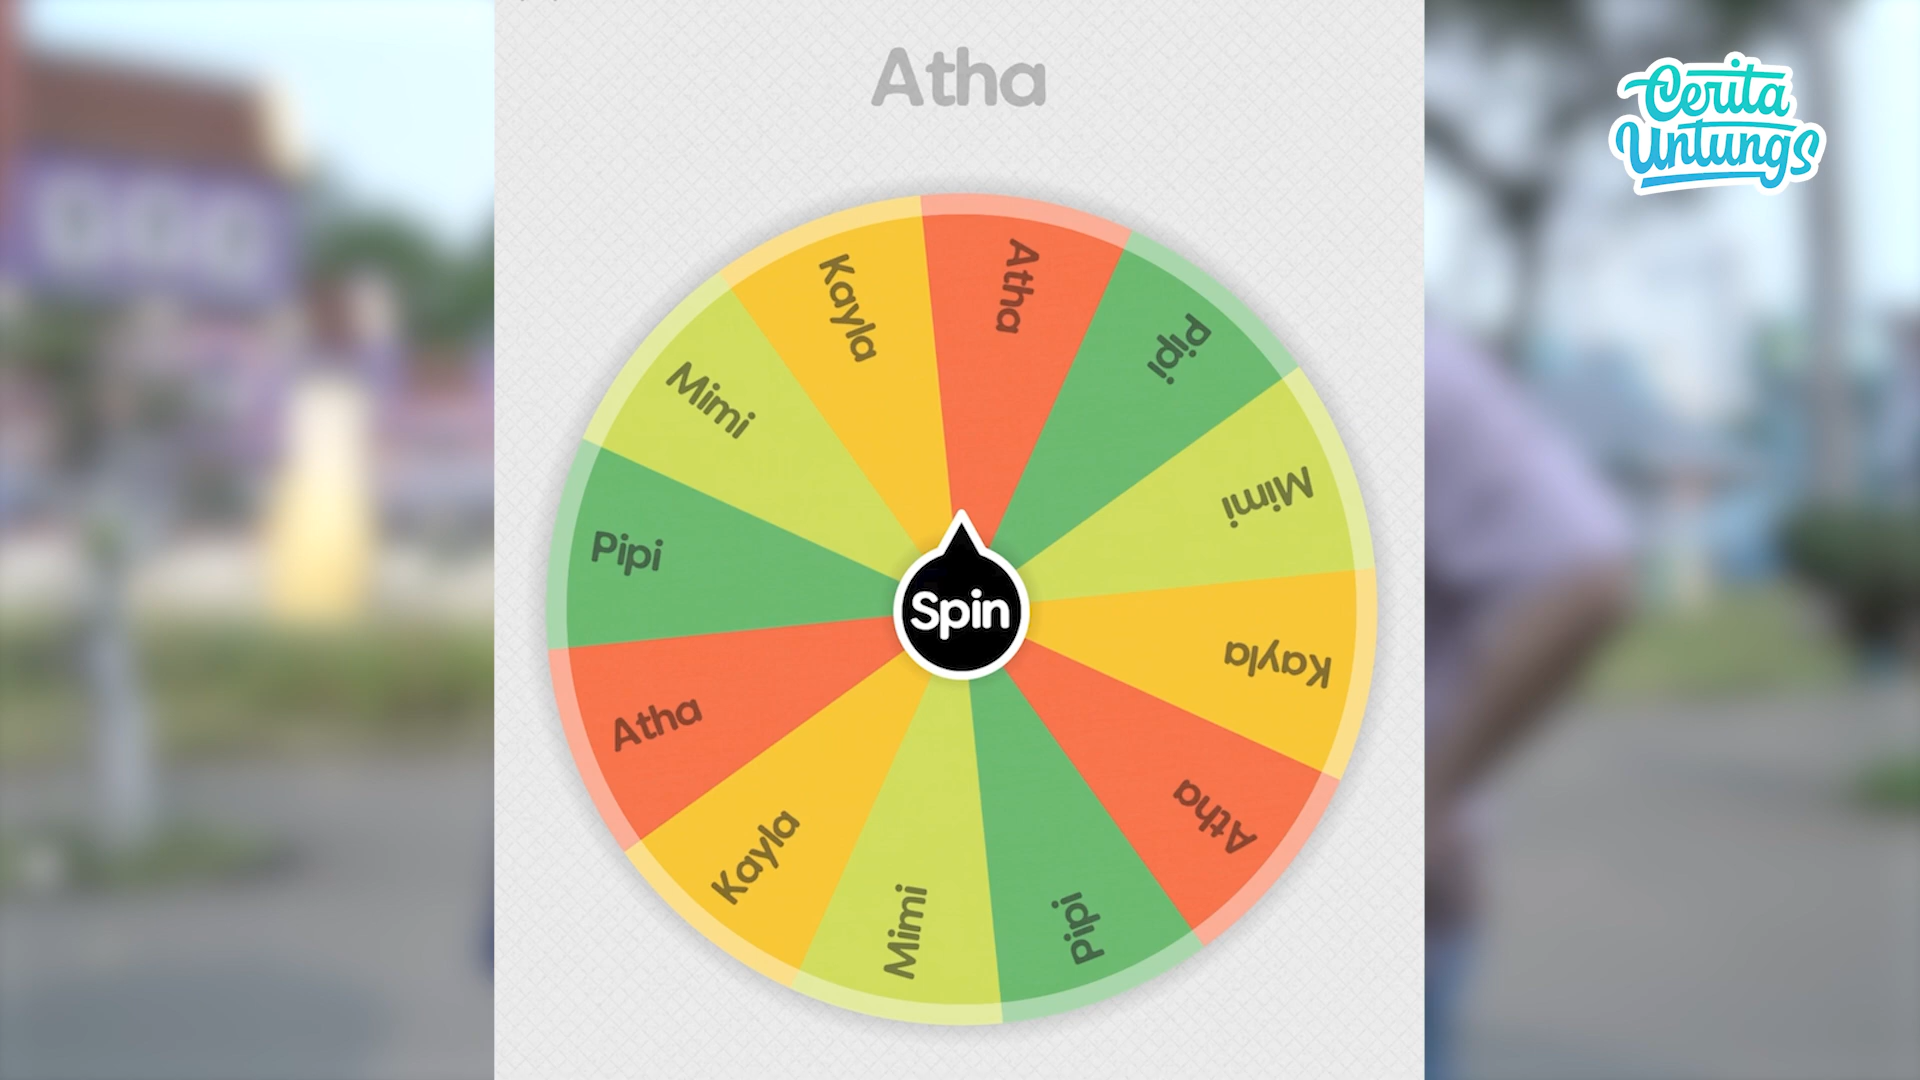 Atha
Cerita
Untungs
Atha
Pipi
Mimi
Kayla
Atha
Pipi
Mimi
Kayla
Atha
Pipi
Mimi
Kayla
Spin